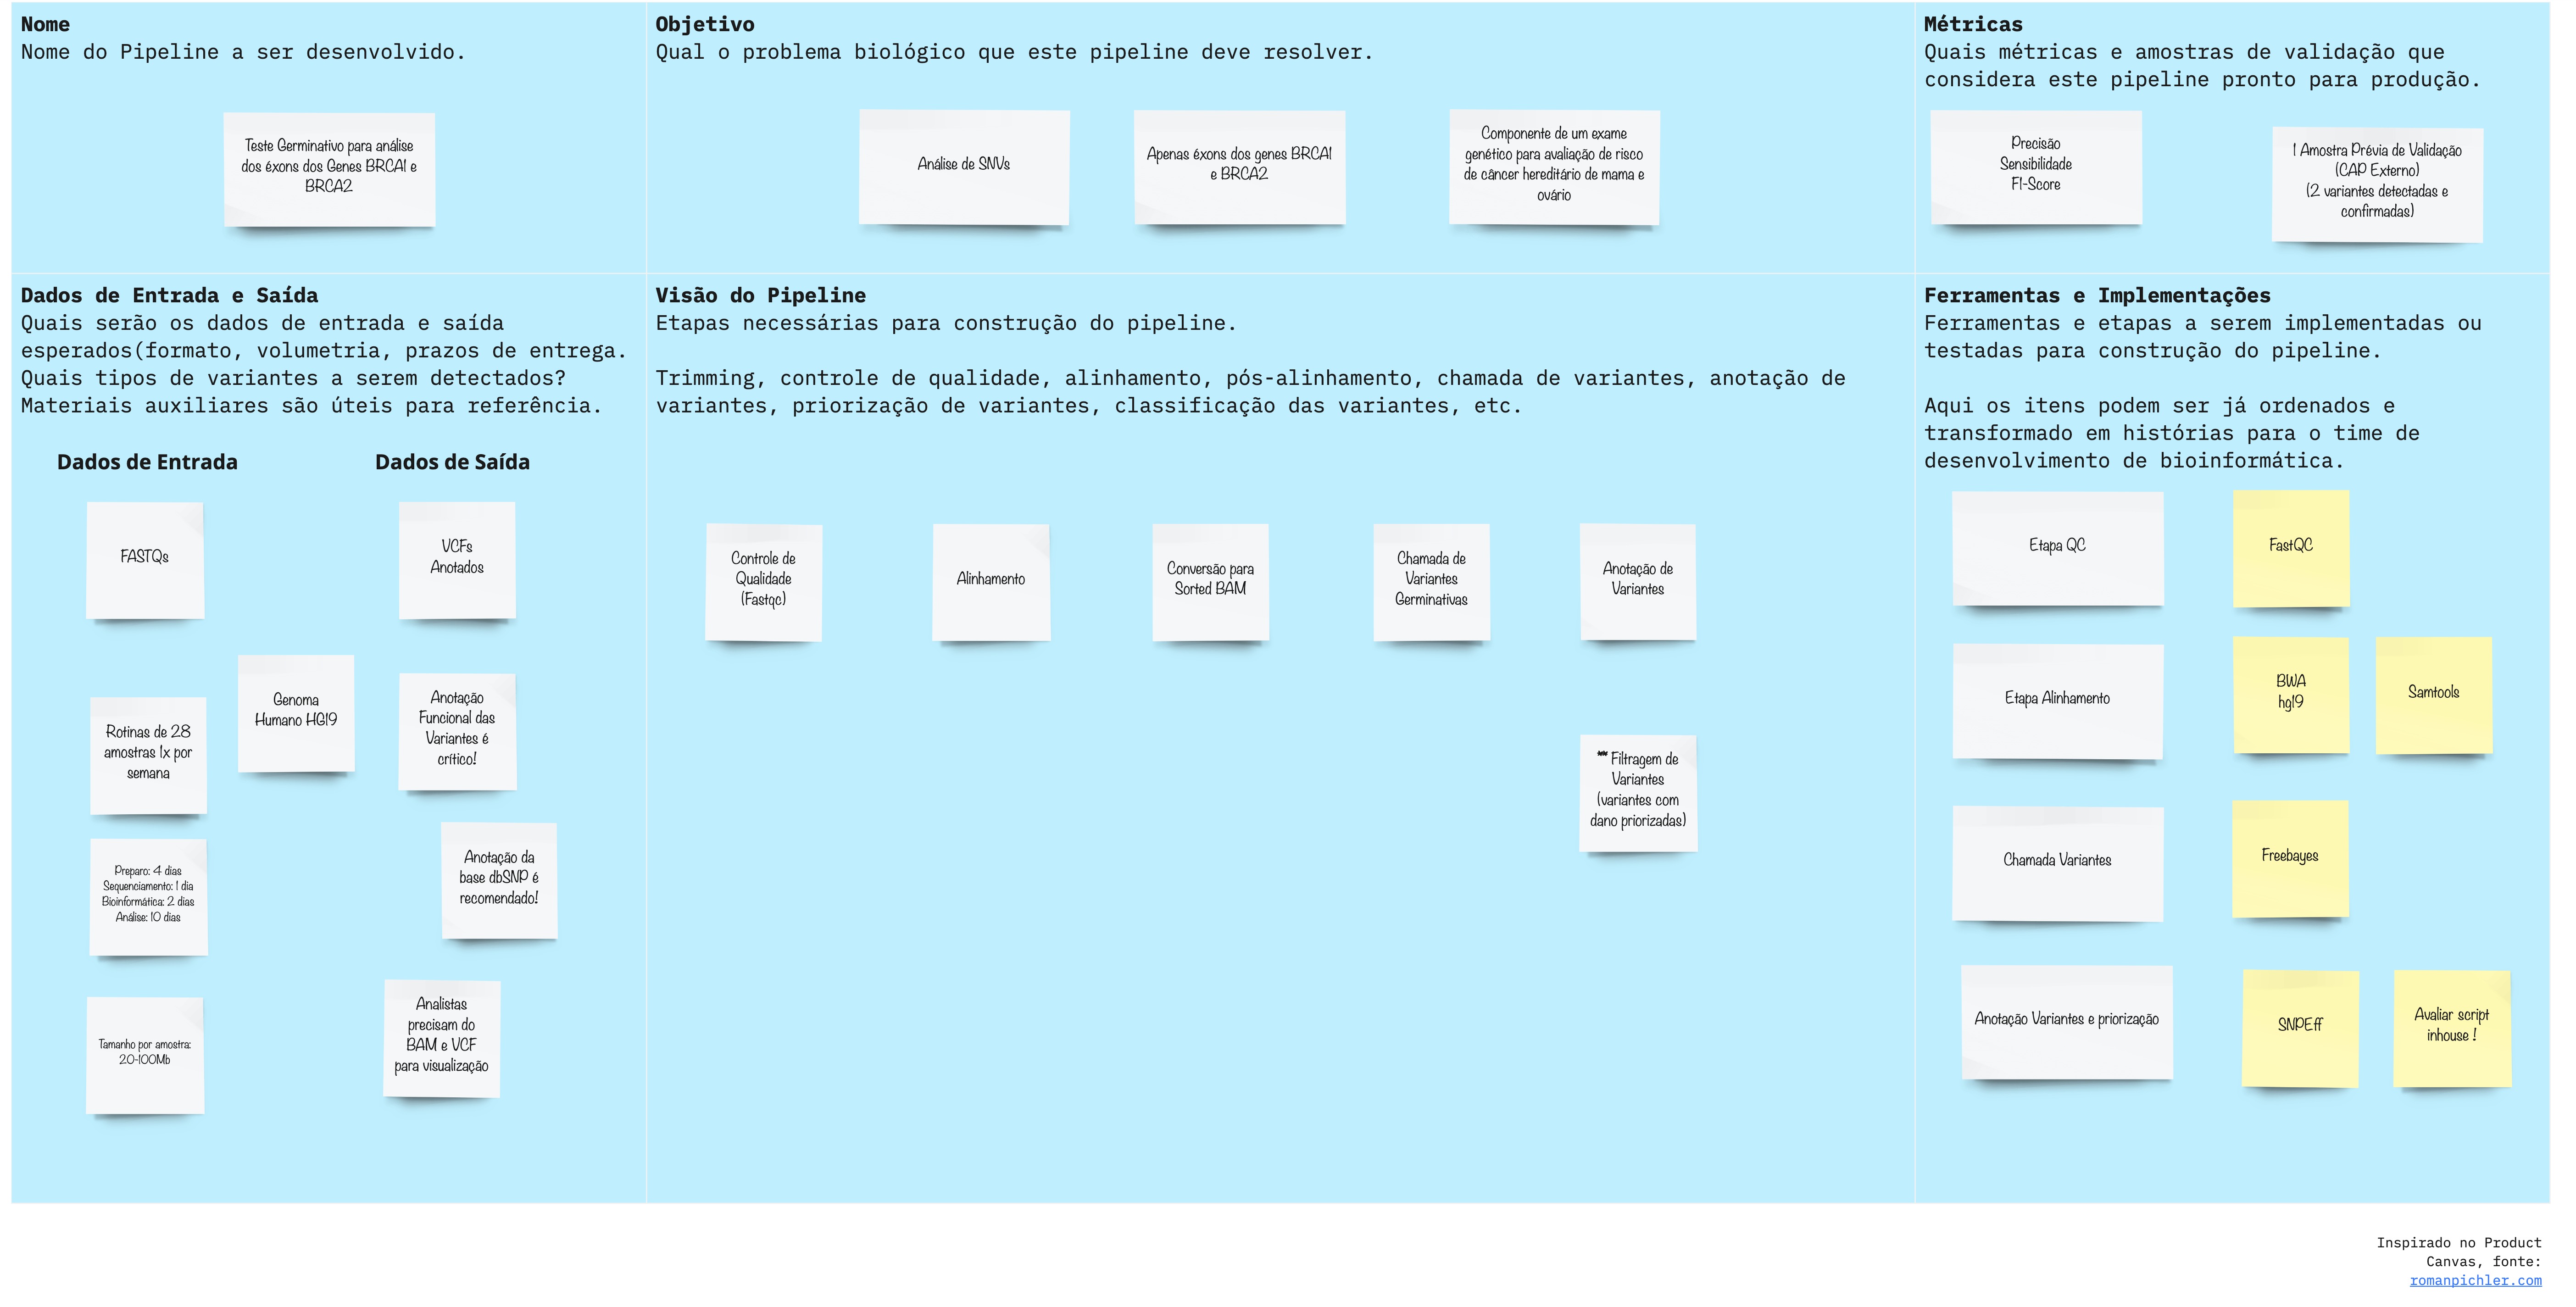 Nome
Nome do Pipeline a ser desenvolvido.
Teste Germinativo para análise
dos éxons dos Genes BRCA1 e
BRCA2
Objetivo
Qual o problema biológico que este pipeline deve resolver.
Análise de SNVs
Apenas éxons dos genes BRCA1
e BRCA2
Componente de um exame
genético para avaliação de risco
de câncer hereditário de mama e
ovário
Métricas
Quais métricas e amostras de validação que
considera este pipeline pronto para produção.
Precisão
Sensibilidade
F1-Score
1 Amostra Prévia de Validação
(CAP Externo)
(2 variantes detectadas e
confirmadas)
Dados de Entrada e Saída
Quais serão os dados de entrada e saída
esperados(formato, volumetria, prazos de entrega.
Quais tipos de variantes a serem detectados?
Materiais auxiliares são úteis para referência.
Dados de Entrada
FASTQs
Genoma
Humano HG19
Rotinas de 28
amostras 1x por
semana
Preparo: 4 dias
Sequenciamento: 1 dia
Bioinformática: 2 dias
Análise: 10 dias
Tamanho por amostra:
20-100Mb
Dados de Saída
VCFs
Anotados
Anotação
Funcional das
Variantes é
crítico!
Anotação da
base dbSNP é
recomendado!
Analistas
precisam do
BAM e VCF
para visualização
Visão do Pipeline
Etapas necessárias para construção do pipeline.
Trimming, controle de qualidade, alinhamento, pós-alinhamento, chamada de variantes, anotação de
variantes, priorização de variantes, classificação das variantes, etc.
Controle de
Qualidade
(Fastqc)
Alinhamento
Conversão para
Sorted BAM
Chamada de
Variantes
Germinativas
Anotação de
Variantes
*** Filtragem de
Variantes
(variantes com
dano priorizadas)
Ferramentas e Implementações
Ferramentas e etapas a serem implementadas ou
testadas para construção do pipeline.
Aqui os itens podem ser já ordenados e
transformado em histórias para o time de
desenvolvimento de bioinformática.
Etapa QC
FastQC
Etapa Alinhamento
BWA
hg19
Samtools
Chamada Variantes
Freebayes
Anotação Variantes e priorização
SNPEff
Avaliar script
inhouse !
Inspirado no Product
Canvas, fonte:
romanpichler.com